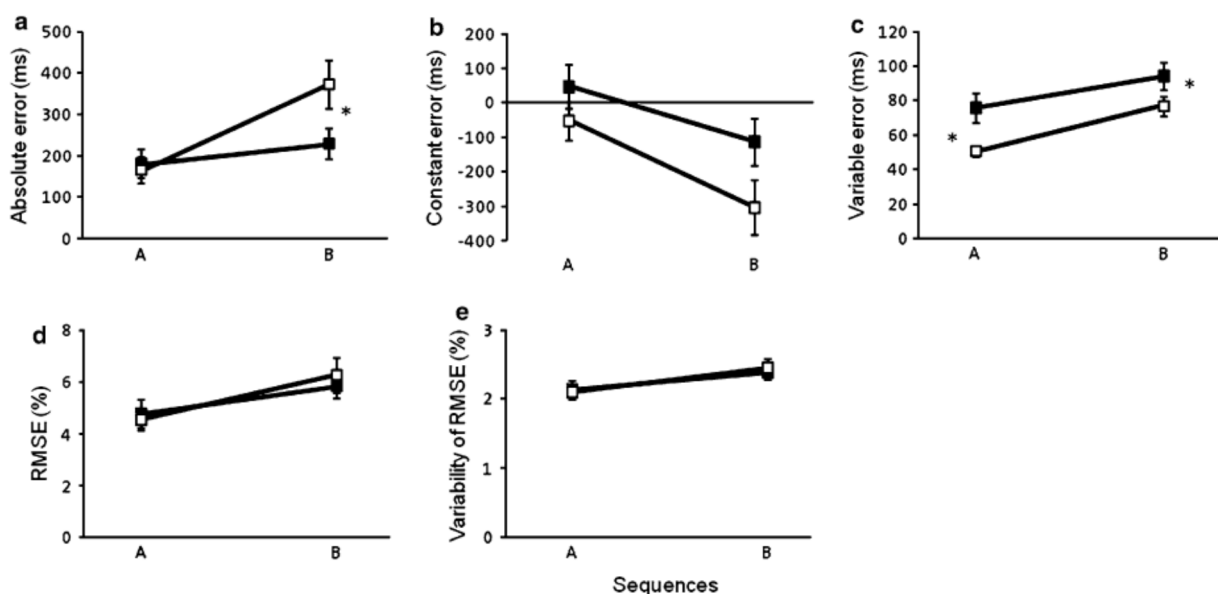 a
Absolute error (ms)
500
400
300
200
100
0
*
A
B
b
Constant error (ms)
200
100
0
-100
-200
-300
-400
A
B
c
Variable error (ms)
120
100
80
60
40
20
0
*
*
A
B
d
RMSE (%)
8
6
4
2
0
A
B
e
Variability of RMSE (%)
3
2
1
0
A
B
Sequences